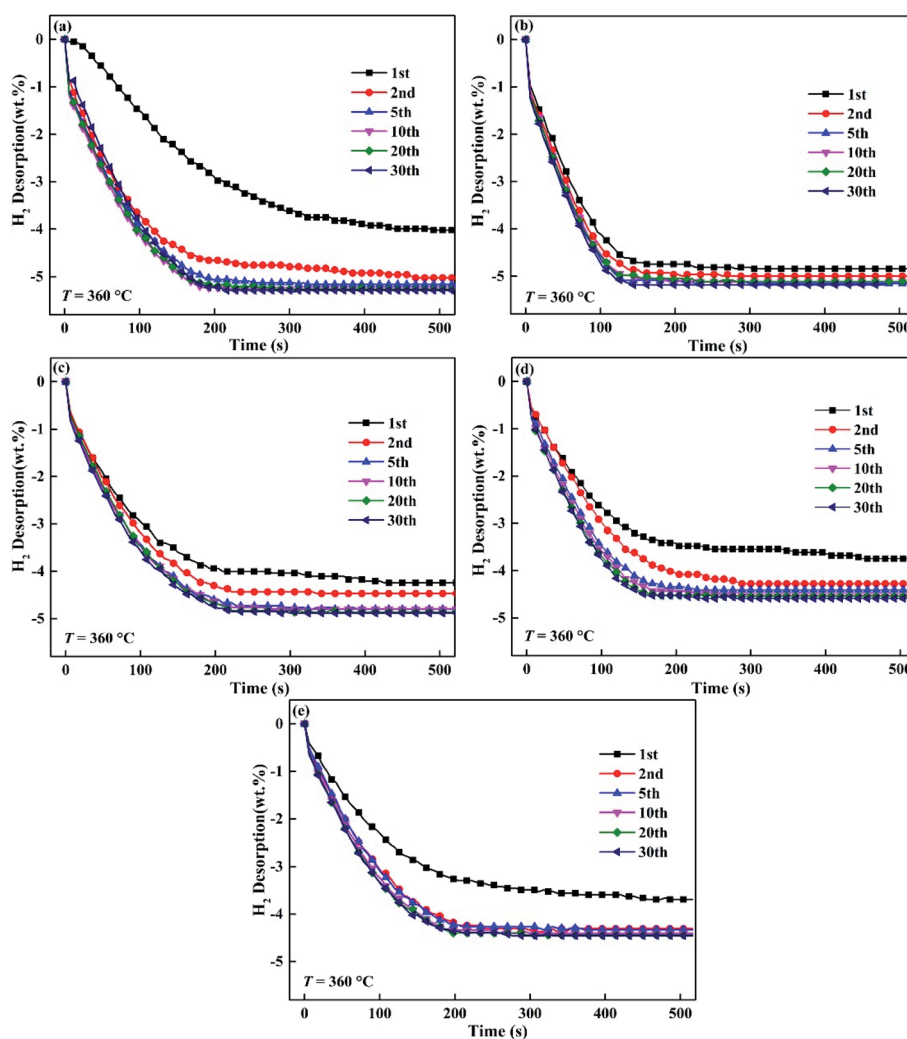 (a)
0
-1
-2
-3
-4
-5
H₂ Desorption(wt.%)
1st
2nd
5th
10th
20th
30th
T = 360 °C
0 100 200 300 400 500
Time (s)
(b)
0
-1
-2
-3
-4
-5
H₂ Desorption(wt.%)
1st
2nd
5th
10th
20th
30th
T = 360 °C
0 100 200 300 400 500
Time (s)
(c)
0
-1
-2
-3
-4
-5
H₂ Desorption(wt.%)
1st
2nd
5th
10th
20th
30th
T = 360 °C
0 100 200 300 400 500
Time (s)
(d)
0
-1
-2
-3
-4
-5
H₂ Desorption(wt.%)
1st
2nd
5th
10th
20th
30th
T = 360 °C
0 100 200 300 400 500
Time (s)
(e)
0
-1
-2
-3
-4
-5
H₂ Desorption(wt.%)
1st
2nd
5th
10th
20th
30th
T = 360 °C
0 100 200 300 400 500
Time (s)